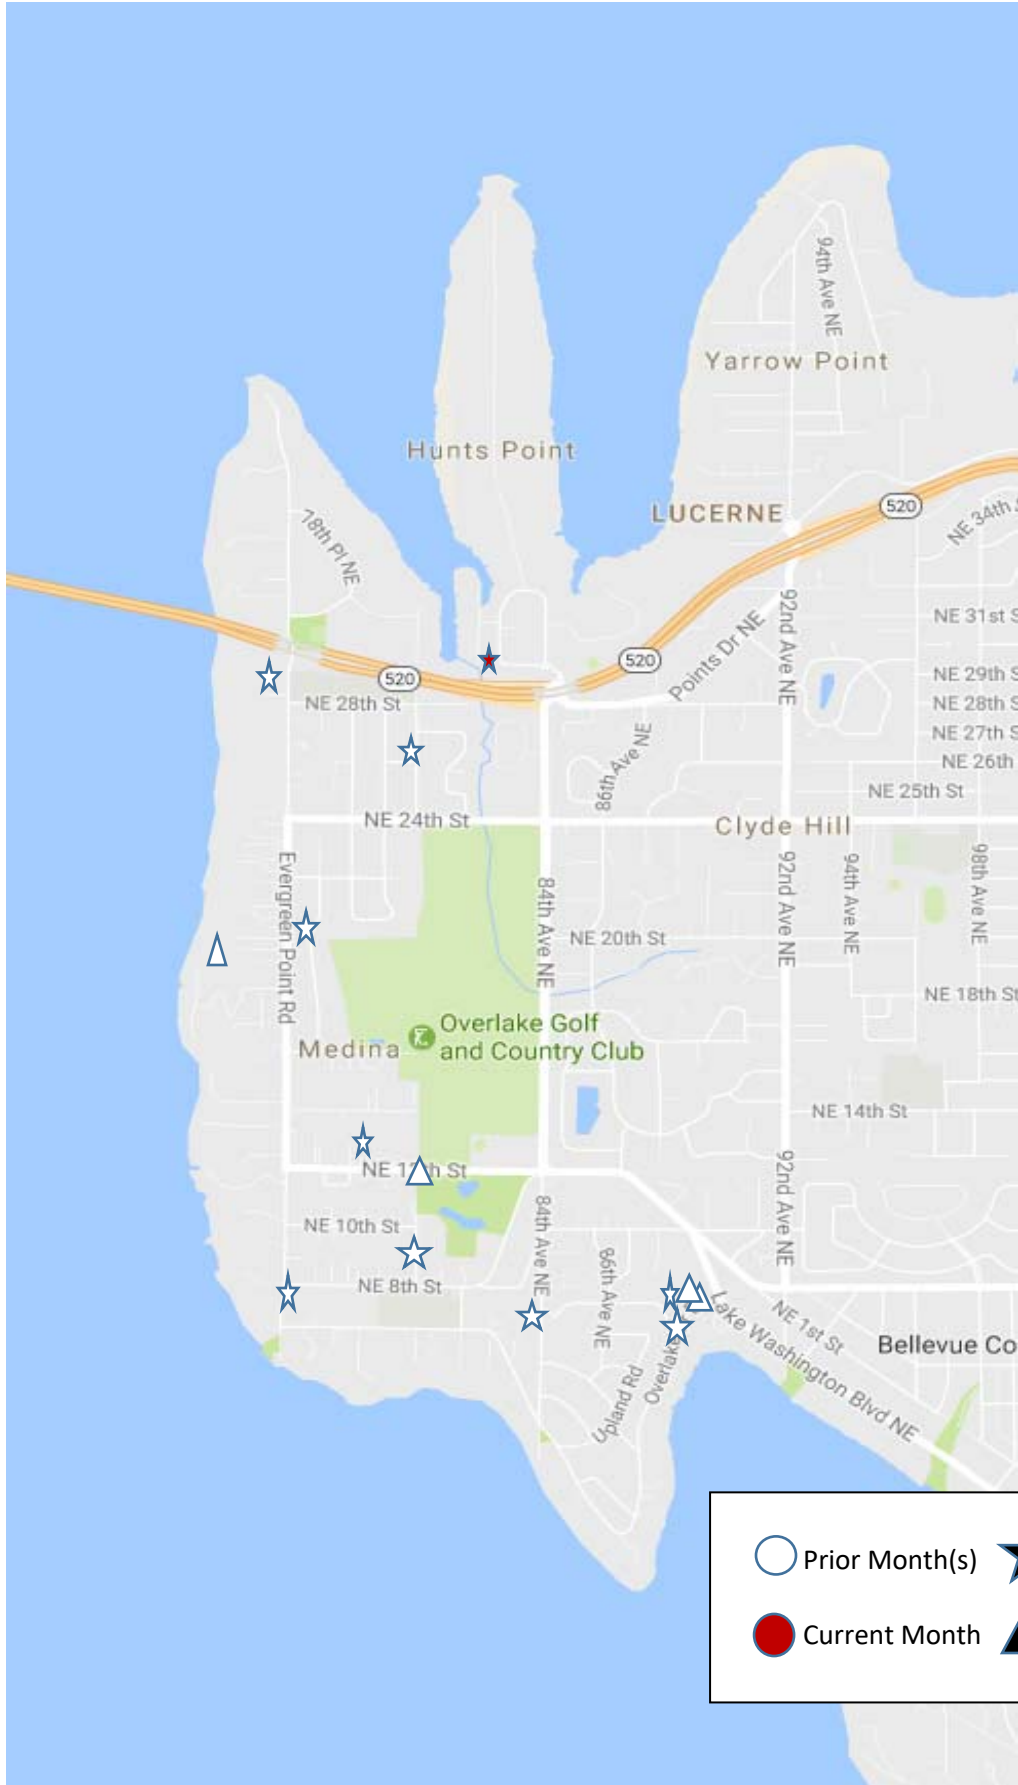 94th Ave NE
Yarrow Point
Hunts Point
LUCERNE
520
NE 34th
78th Pl NE
92nd Ave NE
NE 31st S
Points Dr NE
520
520
NE 29th S
NE 28th St
NE 28th S
86th Ave NE
NE 27th S
NE 26th
NE 25th St
NE 24th St
Clyde Hill
Evergreen Point Rd
84th Ave NE
92nd Ave NE
94th Ave NE
98th Ave NE
NE 20th St
NE 18th St
Overlake Golf
and Country Club
Medina
NE 14th St
NE 12th St
92nd Ave NE
84th Ave NE
NE 10th St
86th Ave NE
NE 8th St
Lake Washington Blvd NE
NE 1st St
Bellevue Co
Upland Rd
Overlake
Prior Month(s)
Current Month